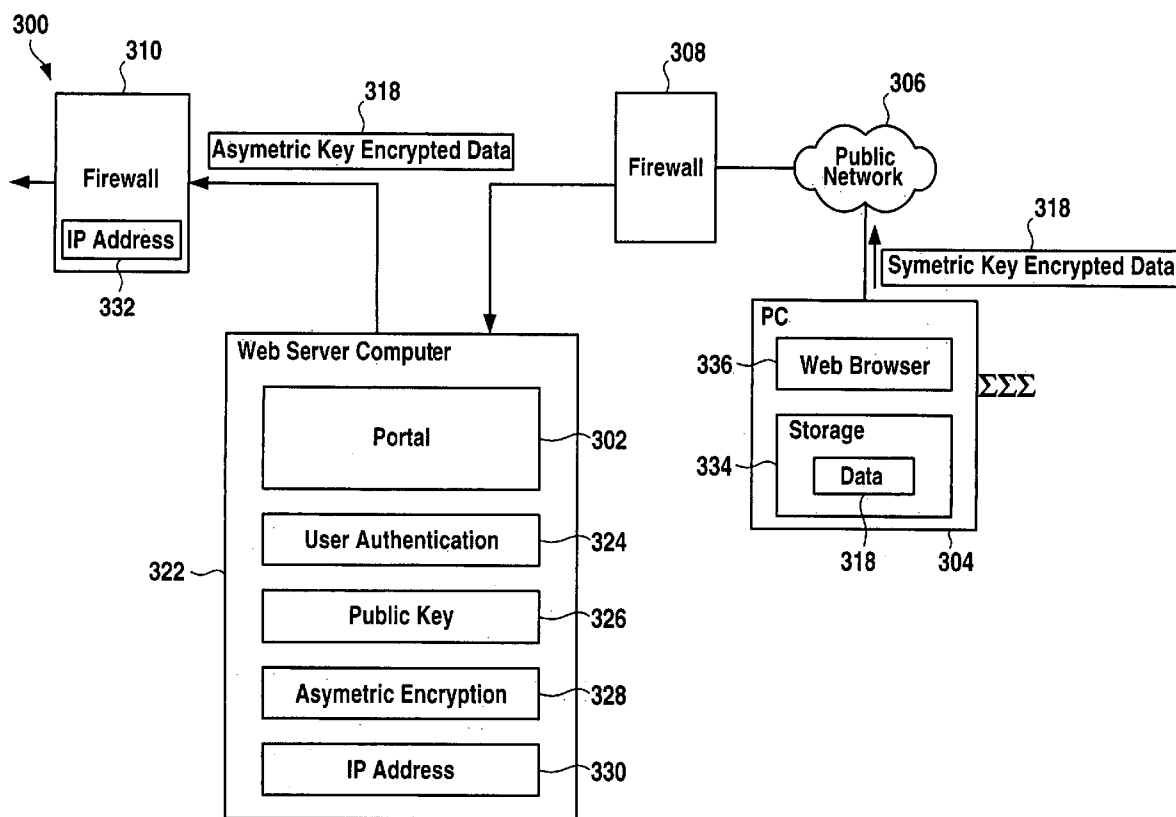 300
310
318
308
306
Asymetric Key Encrypted Data
Firewall
IP Address
332
Firewall
Public
Network
318
Symetric Key Encrypted Data
PC
336
Web Browser
ΣΣΣ
Storage
334
Data
318
304
Web Server Computer
Portal
302
User Authentication
324
322
Public Key
326
Asymetric Encryption
328
IP Address
330